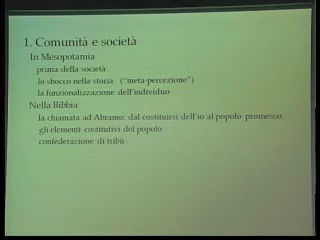 1. Comunità e società
In Mesopotamia
prima della società
lo sbocco nella storia ("meta-percezione")
la funzionalizzazione dell'individuo
Nella Bibbia
la chiamata ad Abramo: dal costituirsi dell'io al popolo promesso
gli elementi costitutivi del popolo
confederazione di tribù